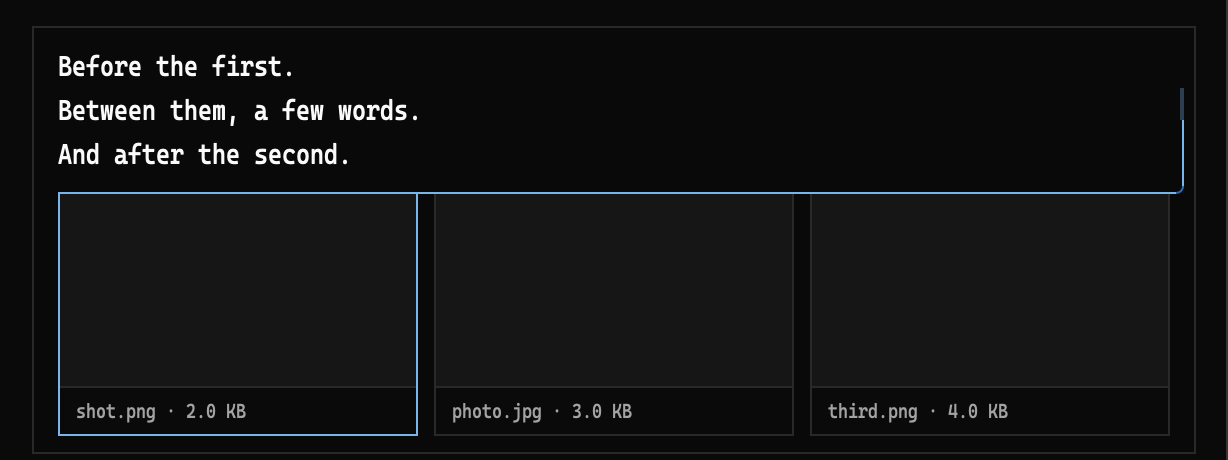 Before the first.
Between them, a few words.
And after the second.
shot.png · 2.0 KB
photo.jpg · 3.0 KB
third.png · 4.0 KB